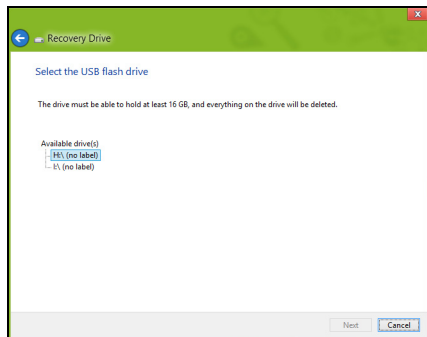 Recovery Drive
Select the USB flash drive
The drive must be able to hold at least 16 GB, and everything on the drive will be deleted.
Available drive(s)
H:\ (no label)
I:\ (no label)
Next
Cancel